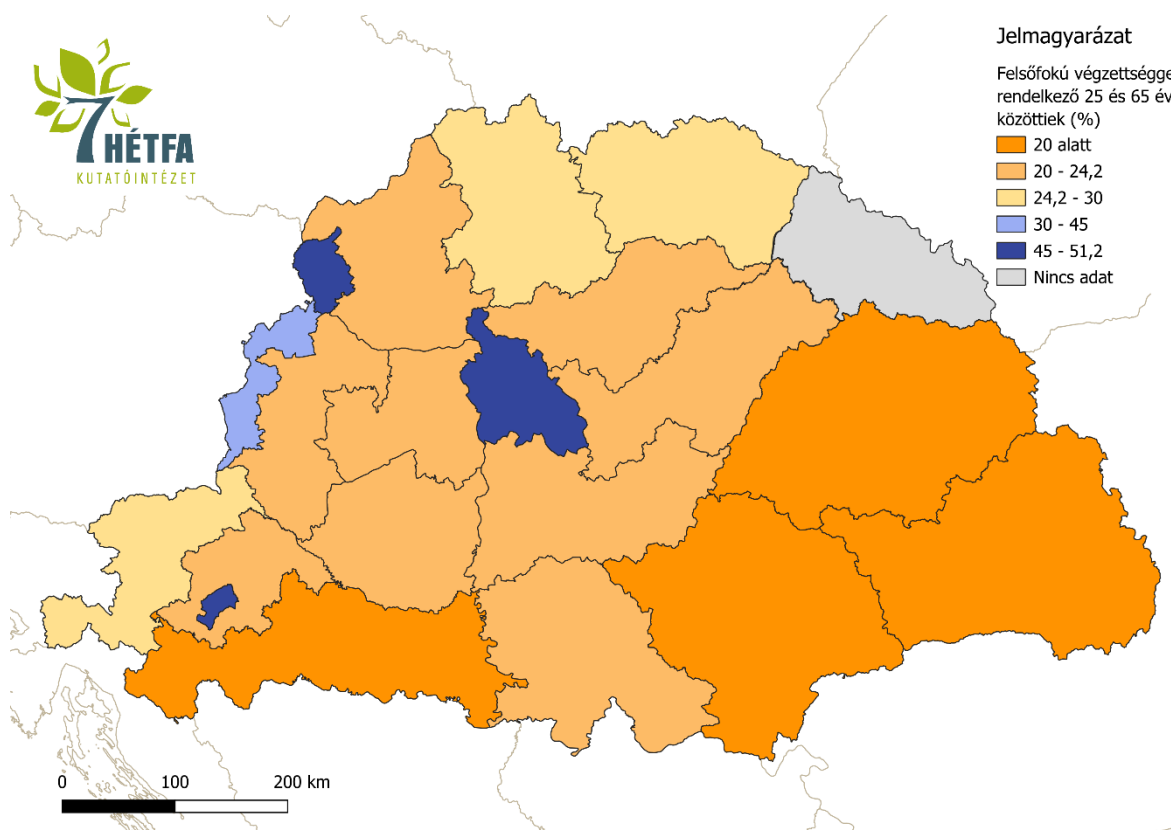 7 HÉTFA
KUTATÓINTÉZET
Jelmagyarázat
Felsőfokú végzettségge
rendelkező 25 és 65 év
közöttiek (%)
20 alatt
20 - 24,2
24,2 - 30
30 - 45
45 - 51,2
Nincs adat
0 100 200 km